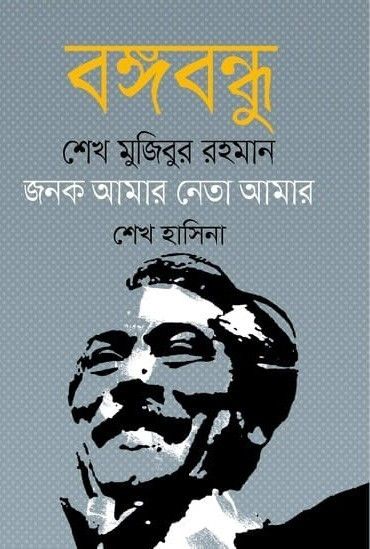 বঙ্গবন্ধু
শেখ মুজিবুর রহমান
জনক আমার নেতা আমার
শেখ হাসিনা